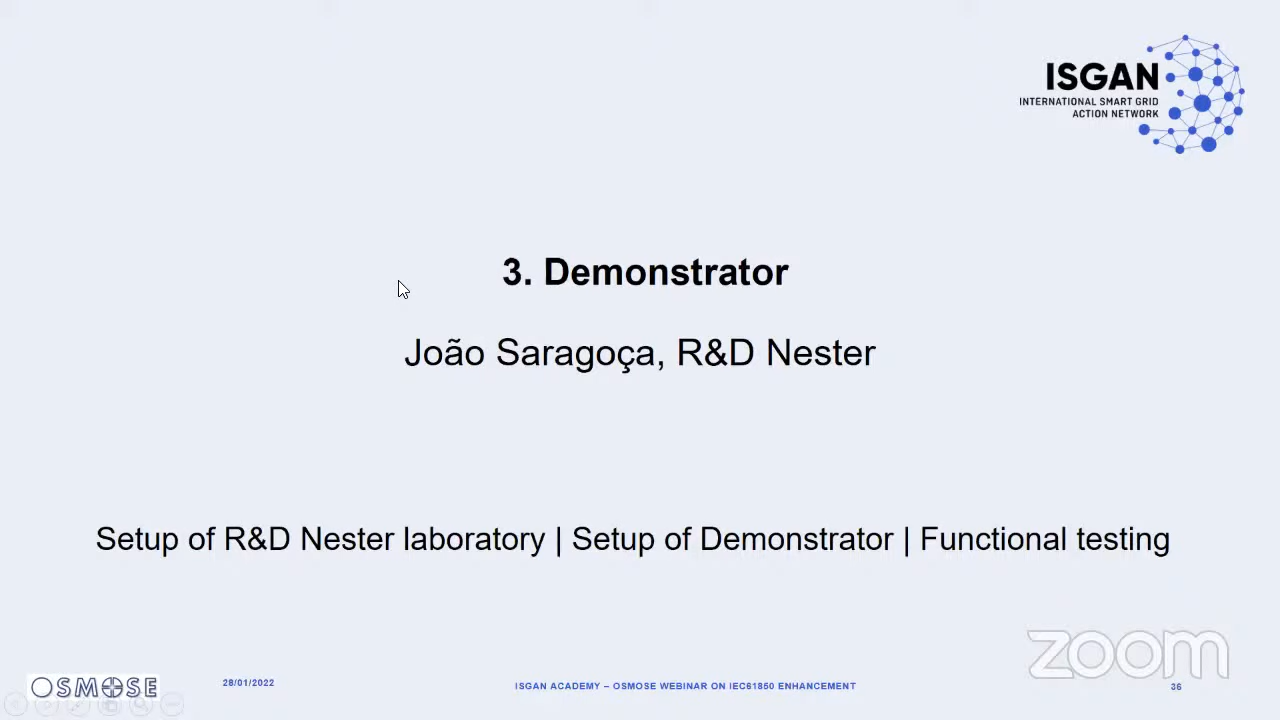 ISGAN
INTERNATIONAL SMART GRID
ACTION NETWORK
3. Demonstrator
João Saragoça, R&D Nester
Setup of R&D Nester laboratory | Setup of Demonstrator | Functional testing
zoom
OSMOSE
28/01/2022
ISGAN ACADEMY – OSMOSE WEBINAR ON IEC61850 ENHANCEMENT
36